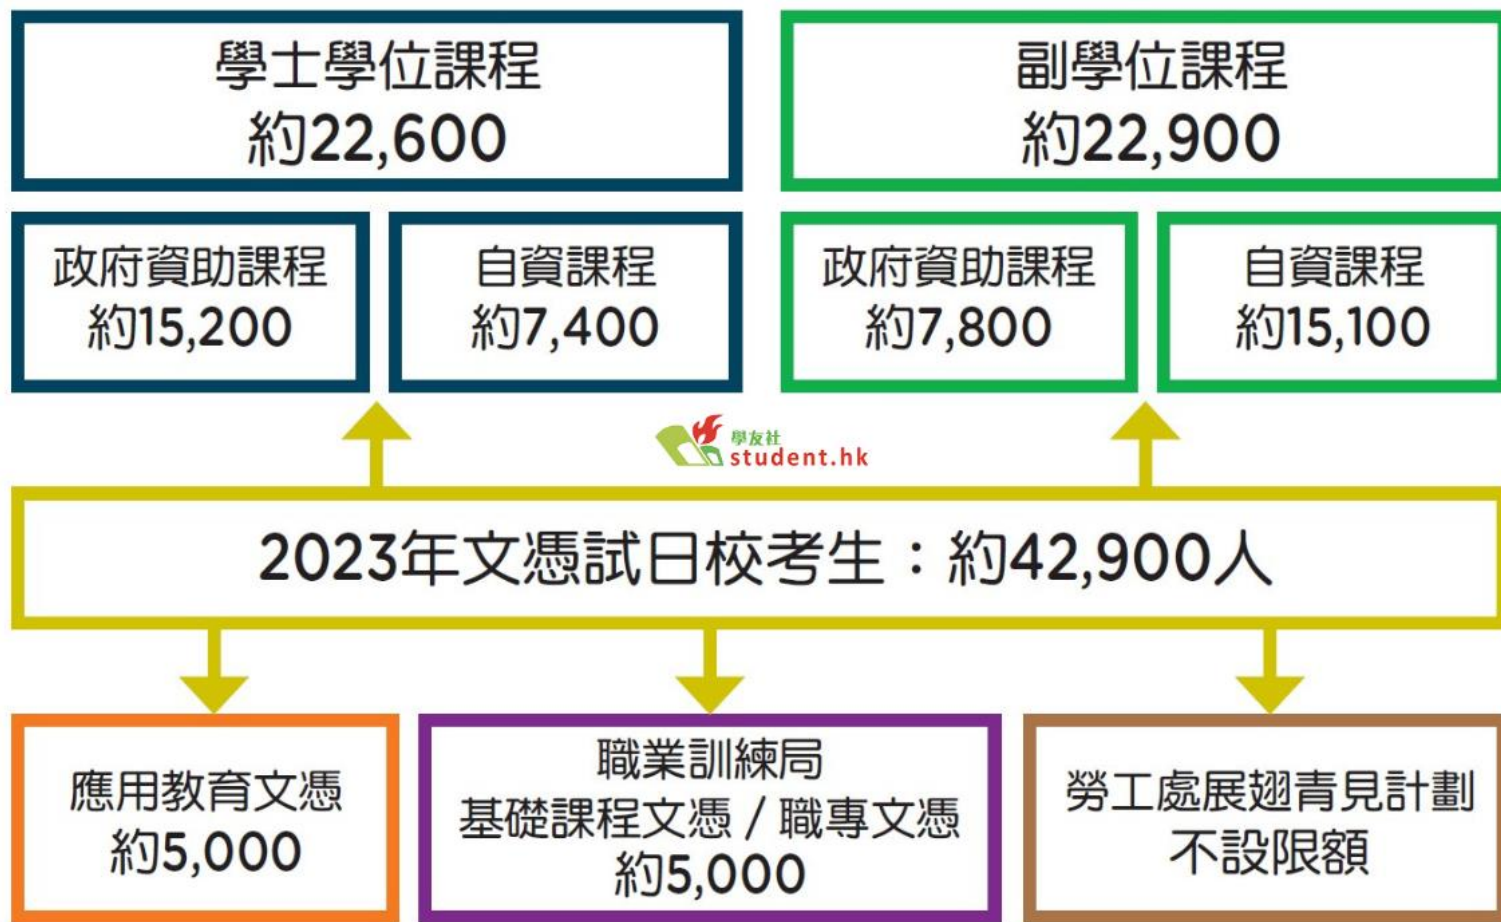 學士學位課程
約22,600
副學位課程
約22,900
政府資助課程
約15,200
自資課程
約7,400
政府資助課程
約7,800
自資課程
約15,100
學友社
student.hk
2023年文憑試日校考生：約42,900人
應用教育文憑
約5,000
職業訓練局
基礎課程文憑 / 職專文憑
約5,000
勞工處展翅青見計劃
不設限額